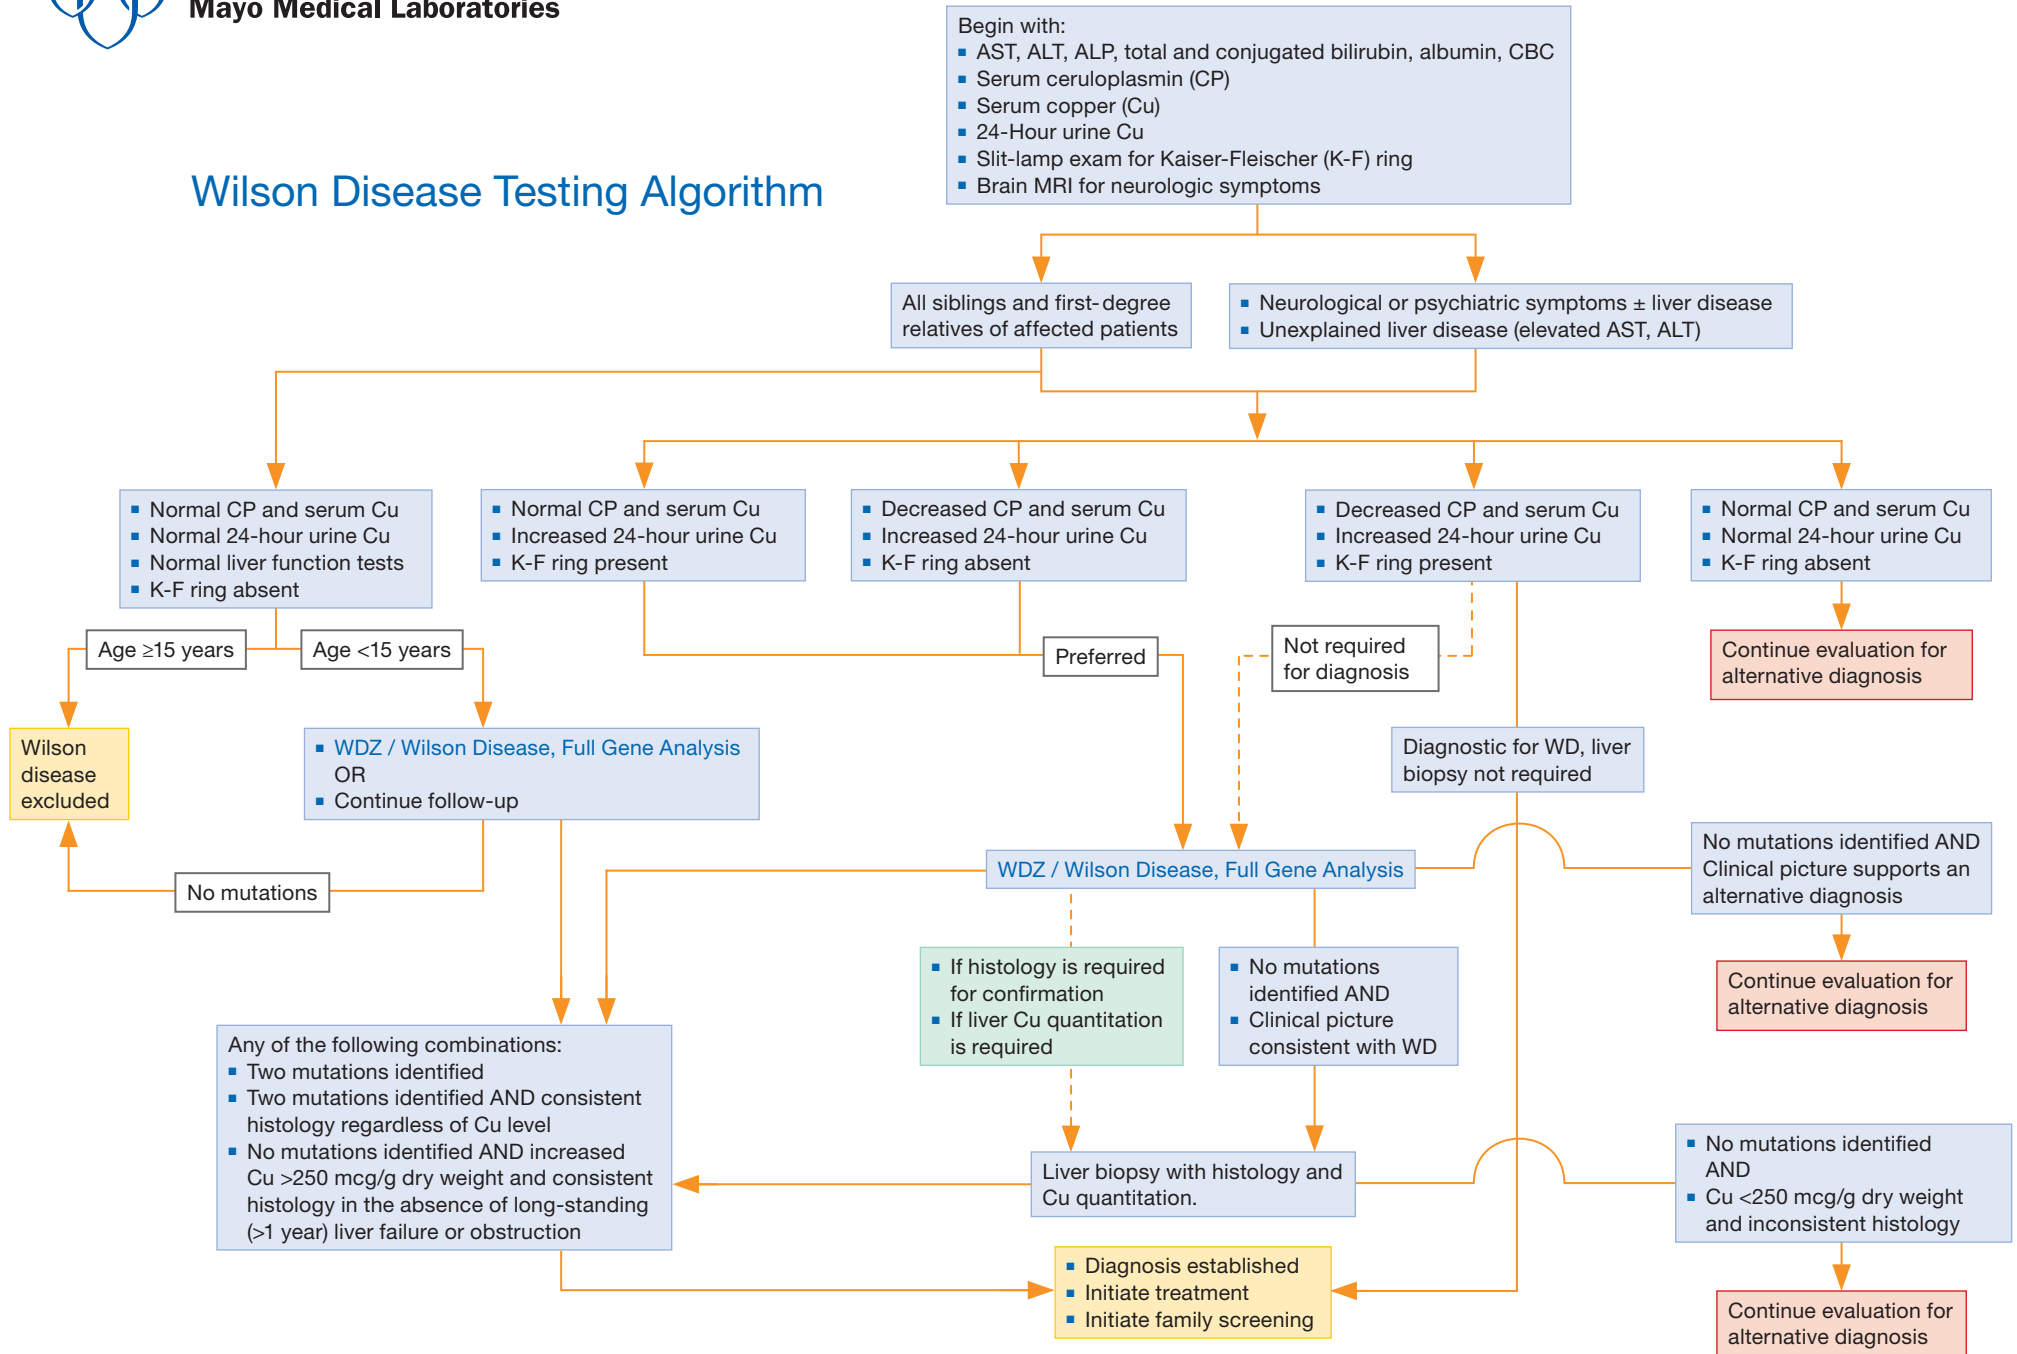 Mayo Medical Laboratories
Wilson Disease Testing Algorithm
Begin with:
▪ AST, ALT, ALP, total and conjugated bilirubin, albumin, CBC
▪ Serum ceruloplasmin (CP)
▪ Serum copper (Cu)
▪ 24-Hour urine Cu
▪ Slit-lamp exam for Kaiser-Fleischer (K-F) ring
▪ Brain MRI for neurologic symptoms
All siblings and first-degree
relatives of affected patients
▪ Neurological or psychiatric symptoms ± liver disease
▪ Unexplained liver disease (elevated AST, ALT)
▪ Normal CP and serum Cu
▪ Normal 24-hour urine Cu
▪ Normal liver function tests
▪ K-F ring absent
▪ Normal CP and serum Cu
▪ Increased 24-hour urine Cu
▪ K-F ring present
▪ Decreased CP and serum Cu
▪ Increased 24-hour urine Cu
▪ K-F ring absent
▪ Decreased CP and serum Cu
▪ Increased 24-hour urine Cu
▪ K-F ring present
▪ Normal CP and serum Cu
▪ Normal 24-hour urine Cu
▪ K-F ring absent
Age ≥15 years
Age <15 years
Preferred
Not required
for diagnosis
Continue evaluation for
alternative diagnosis
Wilson
disease
excluded
▪ WDZ / Wilson Disease, Full Gene Analysis
OR
▪ Continue follow-up
Diagnostic for WD, liver
biopsy not required
No mutations
WDZ / Wilson Disease, Full Gene Analysis
No mutations identified AND
Clinical picture supports an
alternative diagnosis
▪ If histology is required
for confirmation
▪ If liver Cu quantitation
is required
▪ No mutations
identified AND
▪ Clinical picture
consistent with WD
Continue evaluation for
alternative diagnosis
Any of the following combinations:
▪ Two mutations identified
▪ Two mutations identified AND consistent
histology regardless of Cu level
▪ No mutations identified AND increased
Cu >250 mcg/g dry weight and consistent
histology in the absence of long-standing
(>1 year) liver failure or obstruction
Liver biopsy with histology and
Cu quantitation.
▪ No mutations identified
AND
▪ Cu <250 mcg/g dry weight
and inconsistent histology
▪ Diagnosis established
▪ Initiate treatment
▪ Initiate family screening
Continue evaluation for
alternative diagnosis